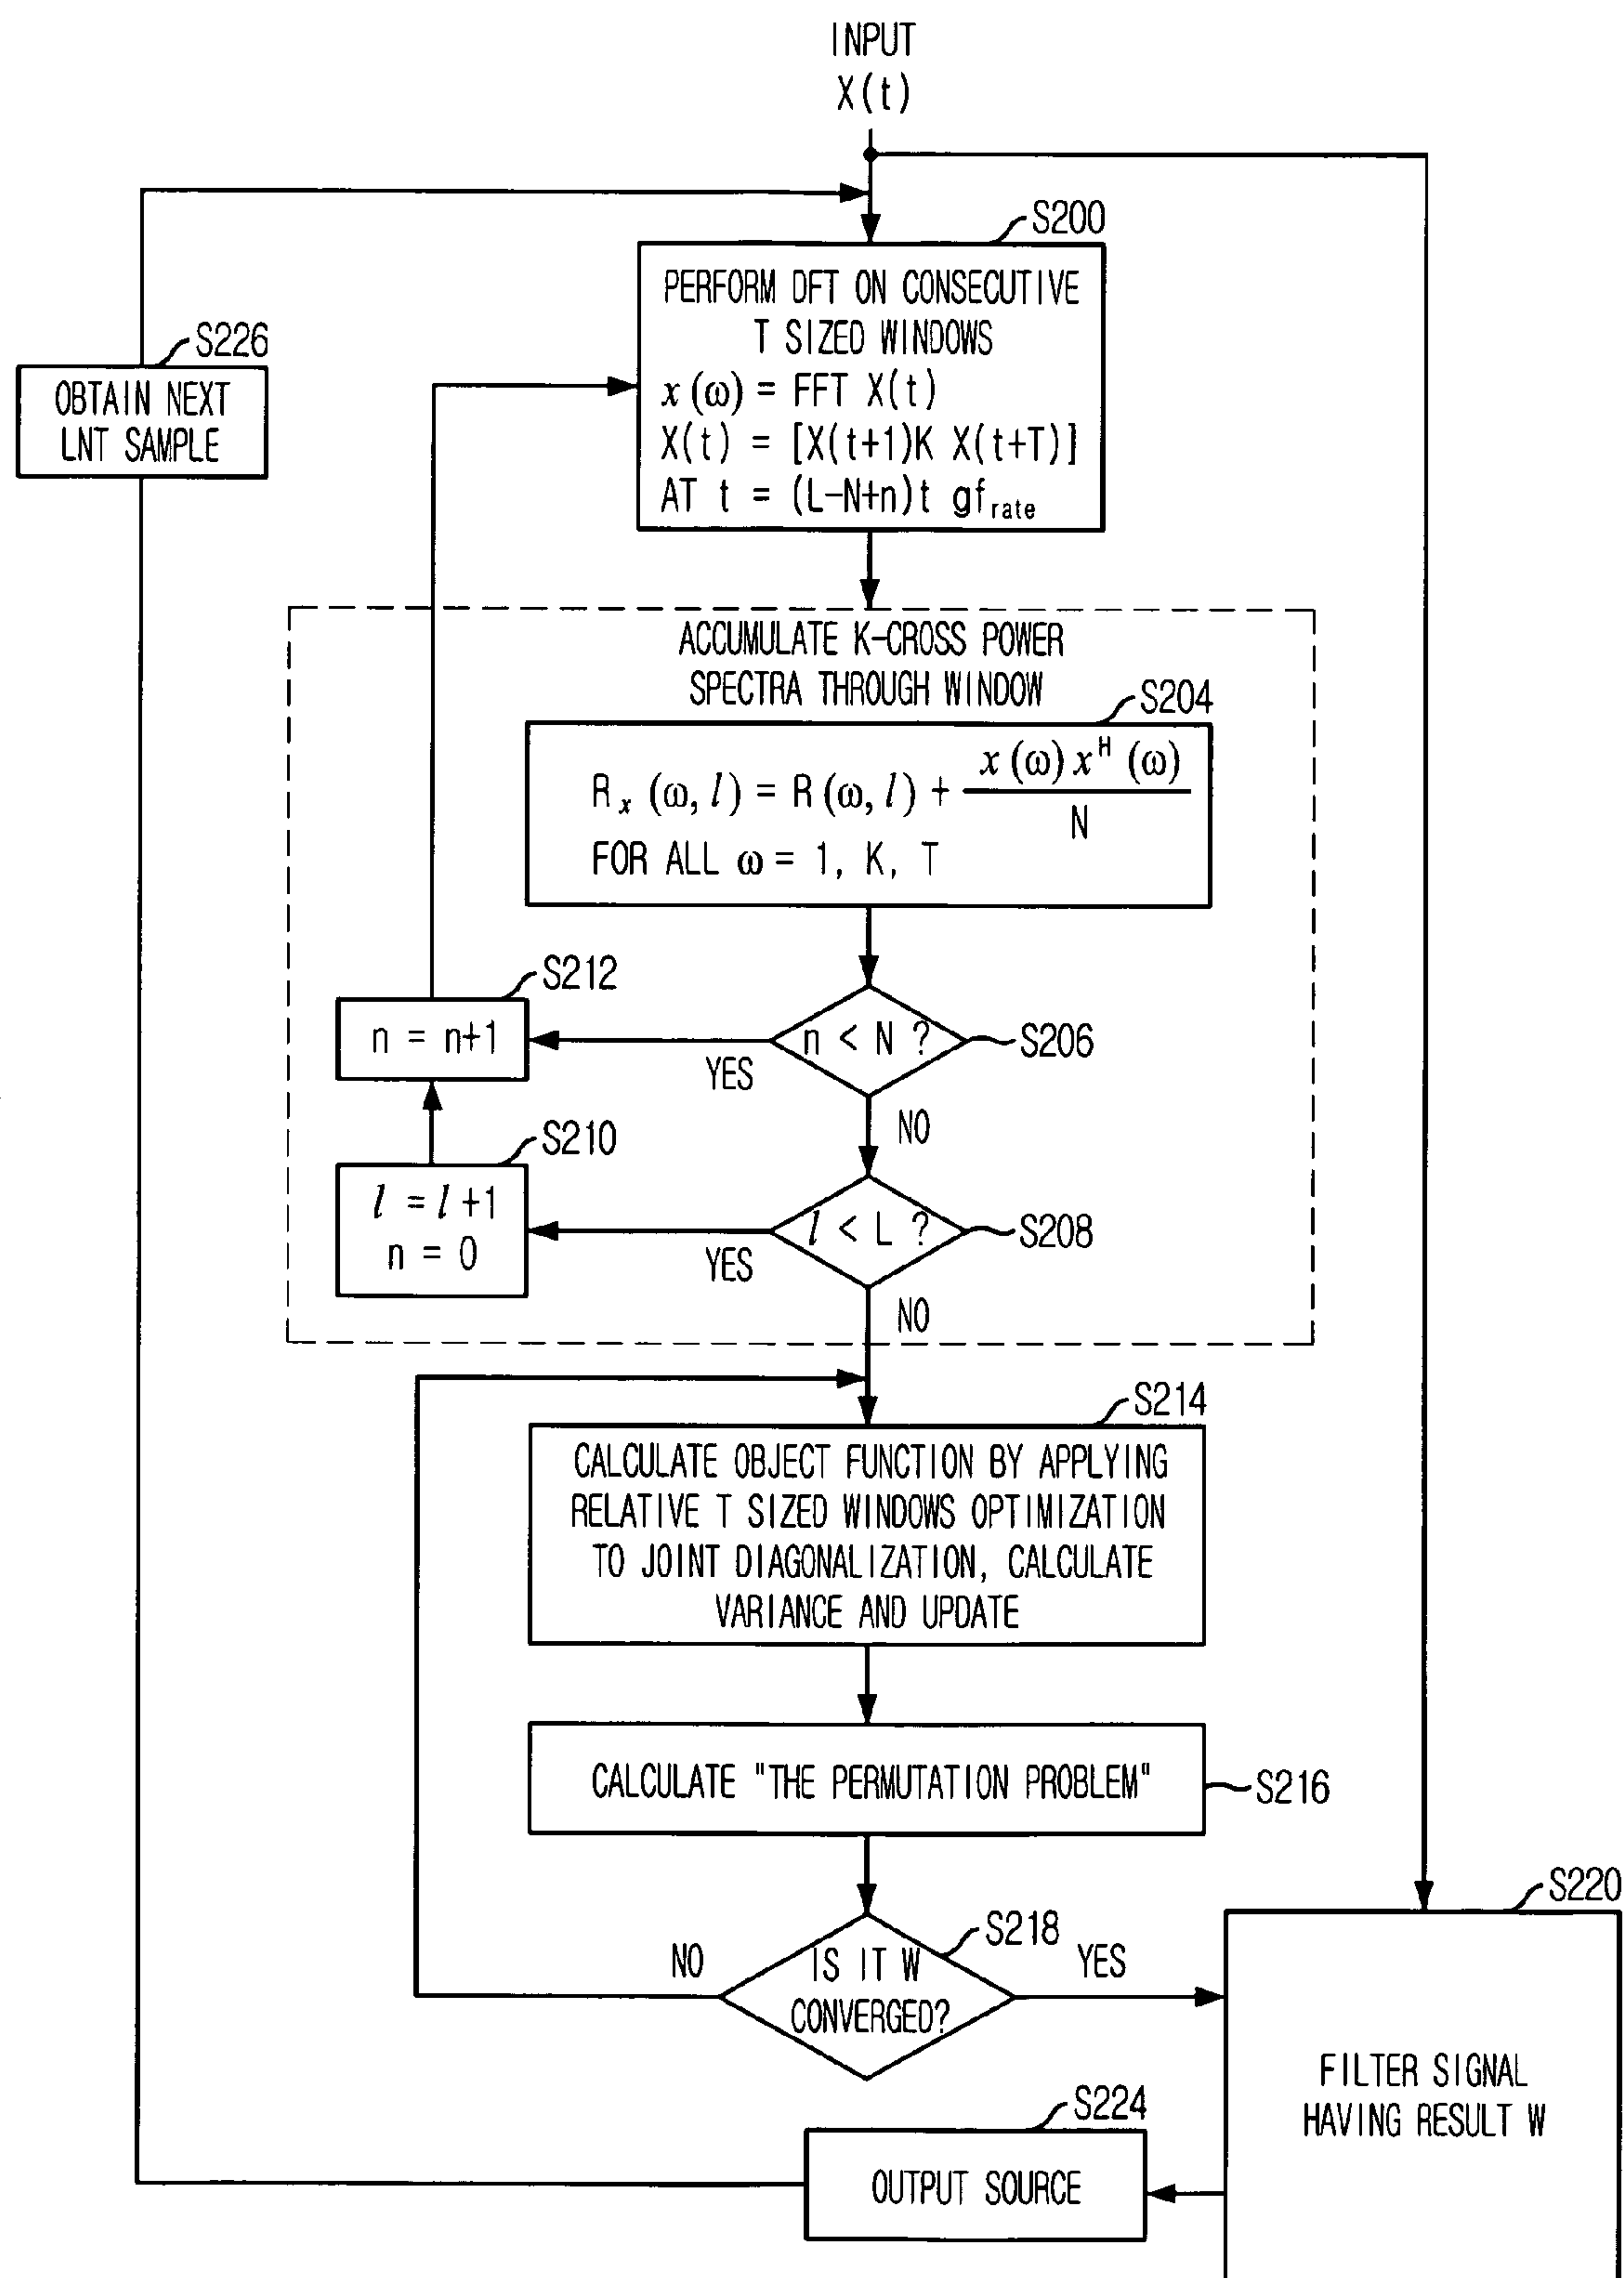 INPUT
X(t)
S200
PERFORM DFT ON CONSECUTIVE
T SIZED WINDOWS
x(ω) = FFT X(t)
X(t) = [X(t+1)K X(t+T)]
AT t = (L-N+n)t gf_rate
S226
OBTAIN NEXT
LNT SAMPLE
ACCUMULATE K-CROSS POWER
SPECTRA THROUGH WINDOW
S204
R_x (ω, l) = R(ω, l) + x(ω) x^H (ω) / N
FOR ALL ω = 1, K, T
S212
n = n+1
n < N ?
S206
YES
NO
S210
l = l+1
n = 0
l < L ?
S208
YES
NO
S214
CALCULATE OBJECT FUNCTION BY APPLYING
RELATIVE T SIZED WINDOWS OPTIMIZATION
TO JOINT DIAGONALIZATION, CALCULATE
VARIANCE AND UPDATE
CALCULATE "THE PERMUTATION PROBLEM"
S216
S218
IS IT W
CONVERGED?
NO
YES
S220
FILTER SIGNAL
HAVING RESULT W
S224
OUTPUT SOURCE